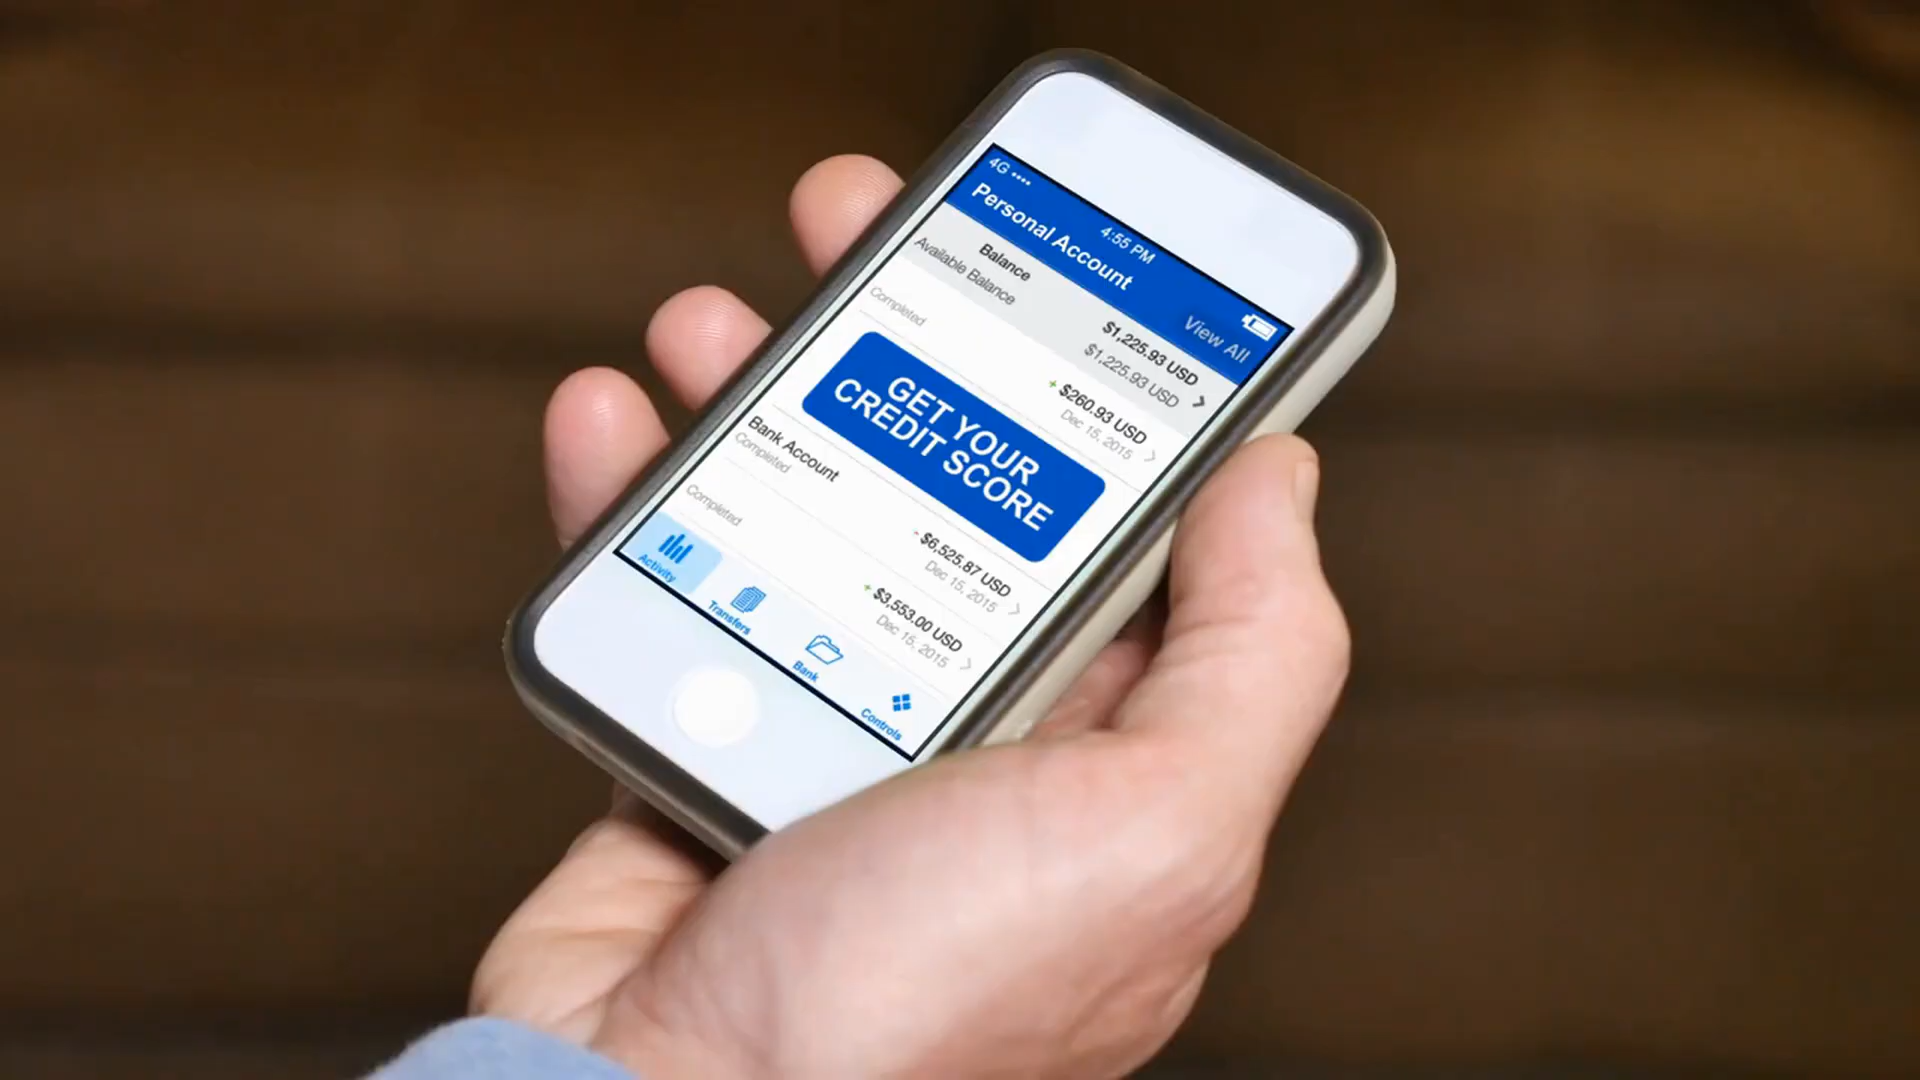 4G
4:55 PM
Personal Account
View All
Balance
$1,225.93 USD
Available Balance
$1,225.93 USD
+ $260.93 USD
Completed
Dec 15, 2015
GET YOUR
CREDIT SCORE
Bank Account
- $6,525.87 USD
Completed
Dec 15, 2015
+ $3,553.00 USD
Completed
Dec 15, 2015
Activity
Transfers
Bank
Controls